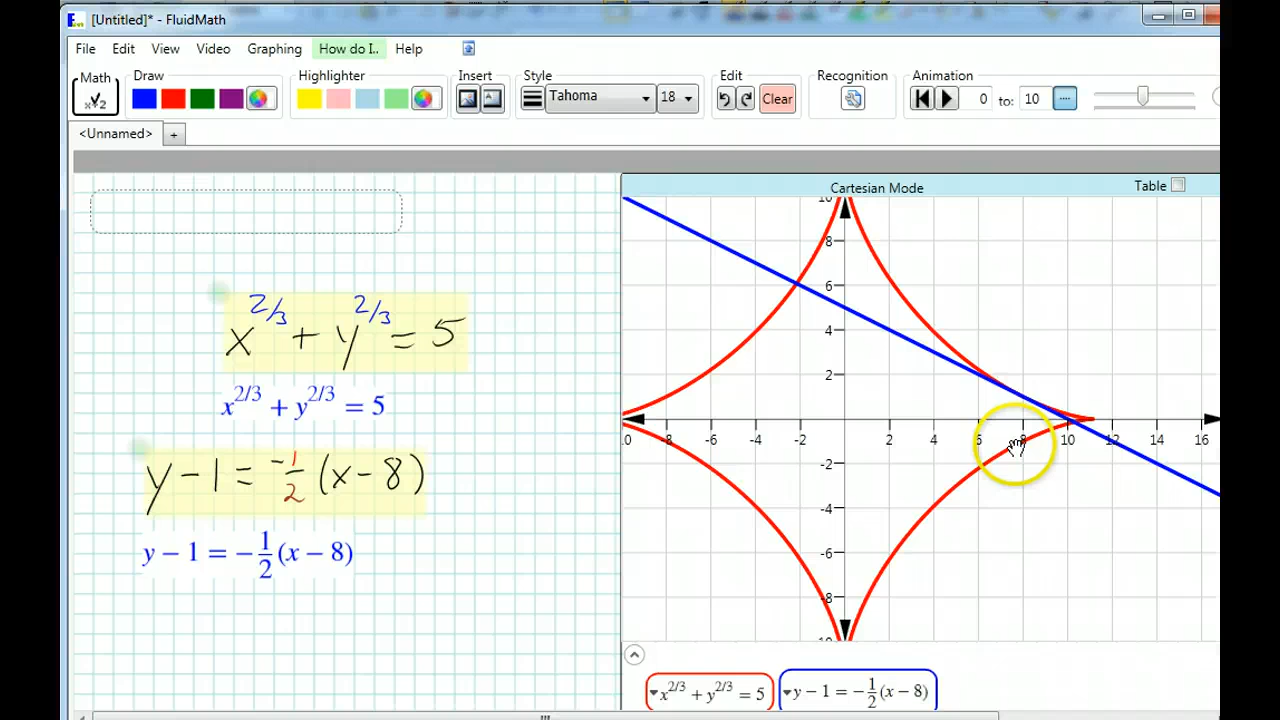 [Untitled]* - FluidMath
File Edit View Video Graphing How do I.. Help
Math Draw Highlighter Insert Style Edit Recognition Animation
x√2 Tahoma 18 Clear 0 to: 10
<Unnamed> +
Cartesian Mode Table
x^2/3 + y^2/3 = 5
x^2/3 + y^2/3 = 5
y - 1 = -1/2 (x - 8)
y − 1 = −1/2(x − 8)
10
8
6
4
2
10 -8 -6 -4 -2 2 4 6 8 10 12 14 16
-2
-4
-6
-8
10
x^2/3 + y^2/3 = 5 y − 1 = −1/2(x − 8)